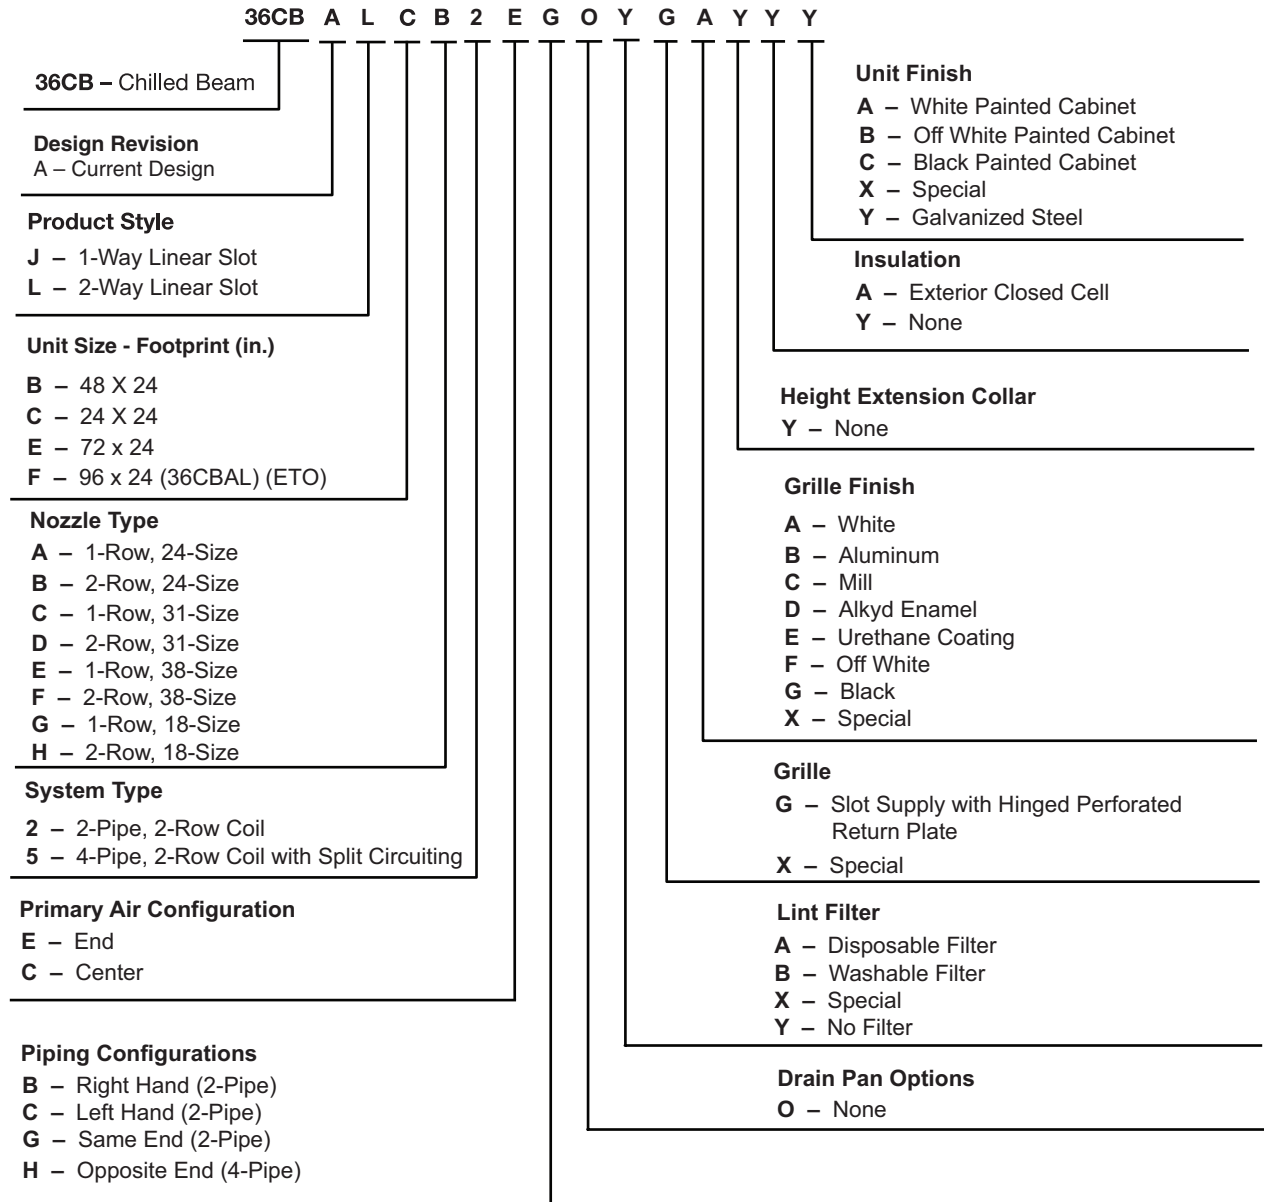 36CB A L C B 2 E G O Y G A Y Y Y
36CB – Chilled Beam
Design Revision
A – Current Design
Product Style
J – 1-Way Linear Slot
L – 2-Way Linear Slot
Unit Size - Footprint (in.)
B – 48 X 24
C – 24 X 24
E – 72 x 24
F – 96 x 24 (36CBAL) (ETO)
Nozzle Type
A – 1-Row, 24-Size
B – 2-Row, 24-Size
C – 1-Row, 31-Size
D – 2-Row, 31-Size
E – 1-Row, 38-Size
F – 2-Row, 38-Size
G – 1-Row, 18-Size
H – 2-Row, 18-Size
System Type
2 – 2-Pipe, 2-Row Coil
5 – 4-Pipe, 2-Row Coil with Split Circuiting
Primary Air Configuration
E – End
C – Center
Piping Configurations
B – Right Hand (2-Pipe)
C – Left Hand (2-Pipe)
G – Same End (2-Pipe)
H – Opposite End (4-Pipe)
Unit Finish
A – White Painted Cabinet
B – Off White Painted Cabinet
C – Black Painted Cabinet
X – Special
Y – Galvanized Steel
Insulation
A – Exterior Closed Cell
Y – None
Height Extension Collar
Y – None
Grille Finish
A – White
B – Aluminum
C – Mill
D – Alkyd Enamel
E – Urethane Coating
F – Off White
G – Black
X – Special
Grille
G – Slot Supply with Hinged Perforated
Return Plate
X – Special
Lint Filter
A – Disposable Filter
B – Washable Filter
X – Special
Y – No Filter
Drain Pan Options
O – None